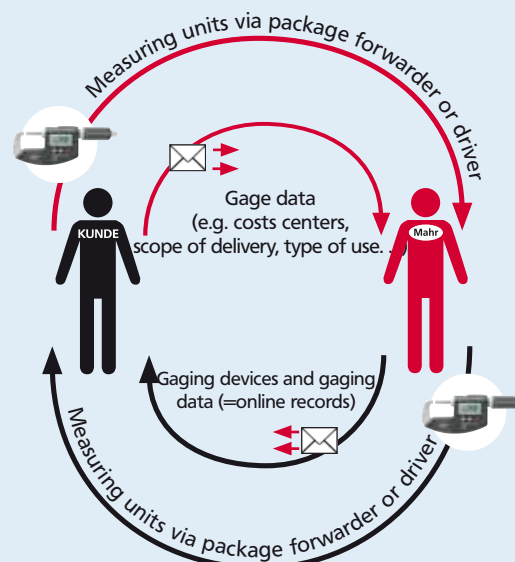 Measuring units via package forwarder or driver
Gage data
(e.g. costs centers,
scope of delivery, type of use. . .)
KUNDE
Mahr
Gaging devices and gaging
data (=online records)
Measuring units via package forwarder or driver